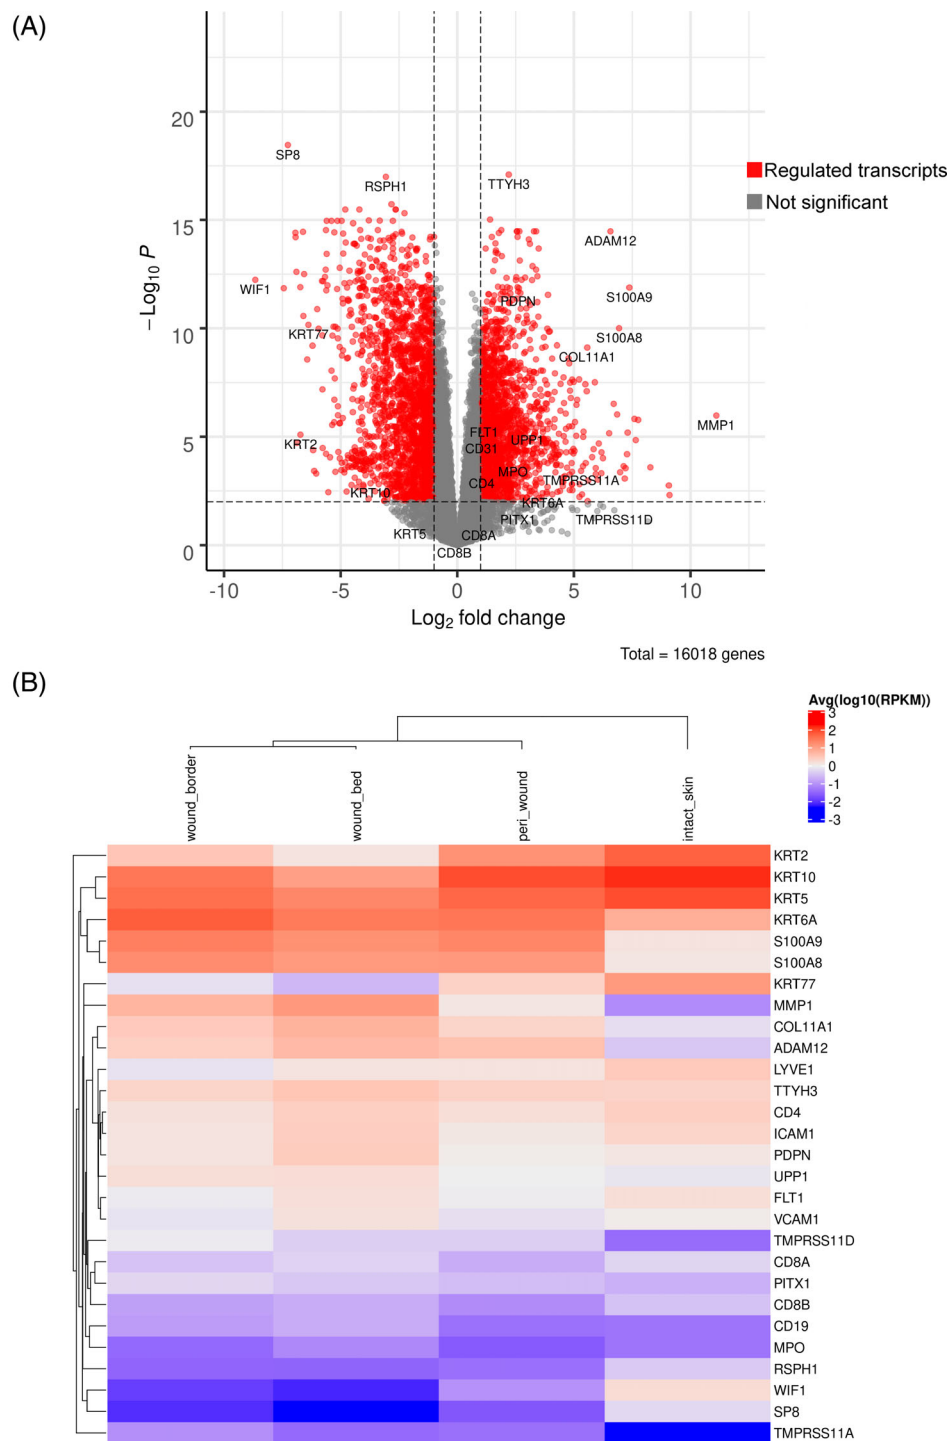 (A)
20
15
10
5
0
−Log10 P
SP8
RSPH1
TTYH3
Regulated transcripts
Not significant
ADAM12
WIF1
PDPN
S100A9
KRT77
S100A8
COL11A1
MMP1
FLT1
UPP1
KRT2
CD31
MPO
CD4
TMPRSS11A
KRT10
KRT6A
PITX1
TMPRSS11D
KRT5
CD8A
CD8B
-10 -5 0 5 10
Log2 fold change
Total = 16018 genes
(B)
Avg(log10(RPKM))
3
2
1
0
-1
-2
-3
wound_border
wound_bed
peri_wound
intact_skin
KRT2
KRT10
KRT5
KRT6A
S100A9
S100A8
KRT77
MMP1
COL11A1
ADAM12
LYVE1
TTYH3
CD4
ICAM1
PDPN
UPP1
FLT1
VCAM1
TMPRSS11D
CD8A
PITX1
CD8B
CD19
MPO
RSPH1
WIF1
SP8
TMPRSS11A